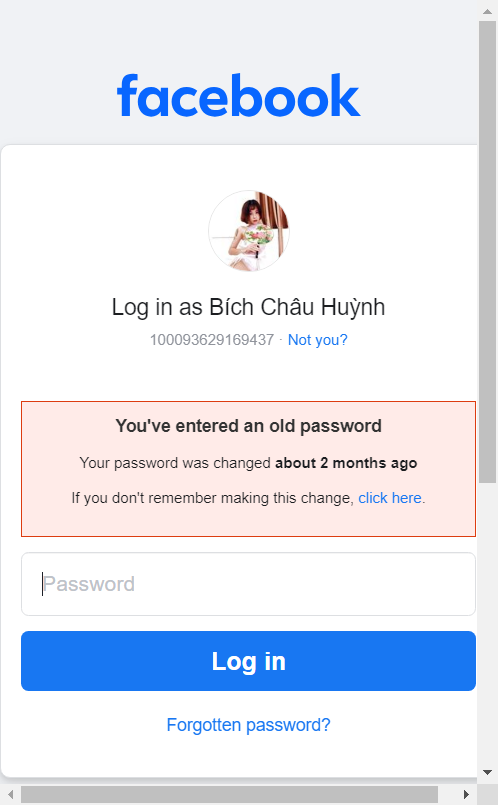 facebook
Log in as Bích Châu Huỳnh
100093629169437 · Not you?
You've entered an old password
Your password was changed about 2 months ago
If you don't remember making this change, click here.
Password
Log in
Forgotten password?